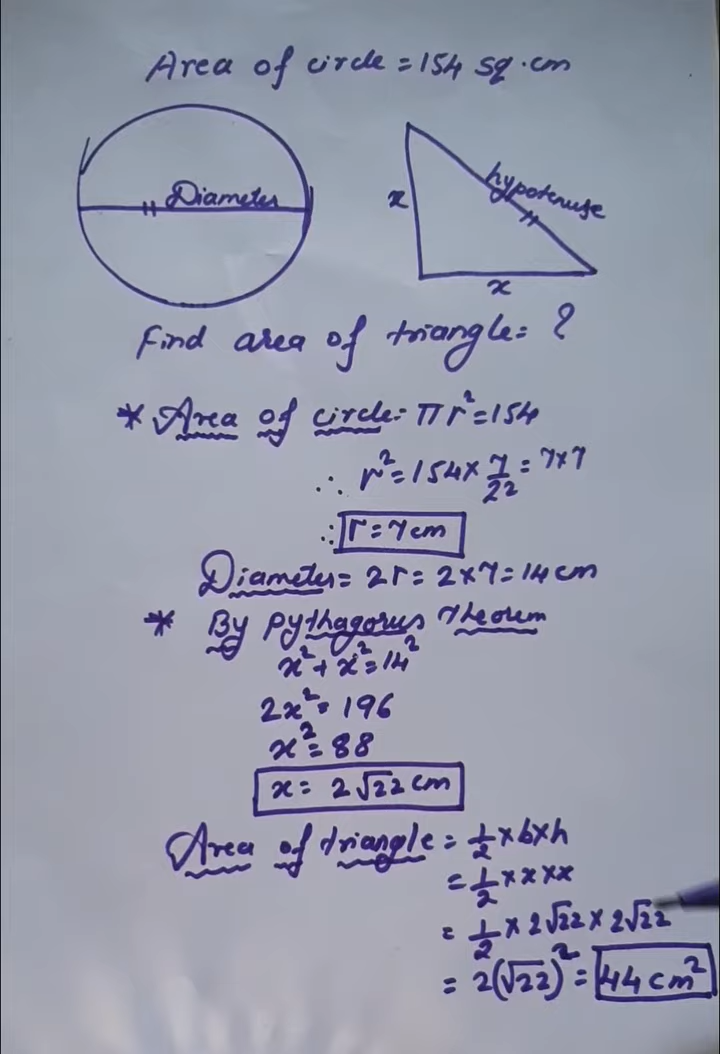 Area of circle = 154 sq.cm
Diameter
x
hypotenuse
x
Find area of triangle = ?
* Area of circle = πr² = 154
∴ r² = 154 × 7/22 = 7×7
∴ r = 7 cm
Diameter = 2r = 2×7 = 14 cm
* By pythagorus Theorem
x² + x² = 14²
2x² = 196
x² = 88
x = 2√22 cm
Area of triangle = 1/2 × b × h
= 1/2 × x × x
= 1/2 × 2√22 × 2√22
= 2(√22)² = 44 cm²